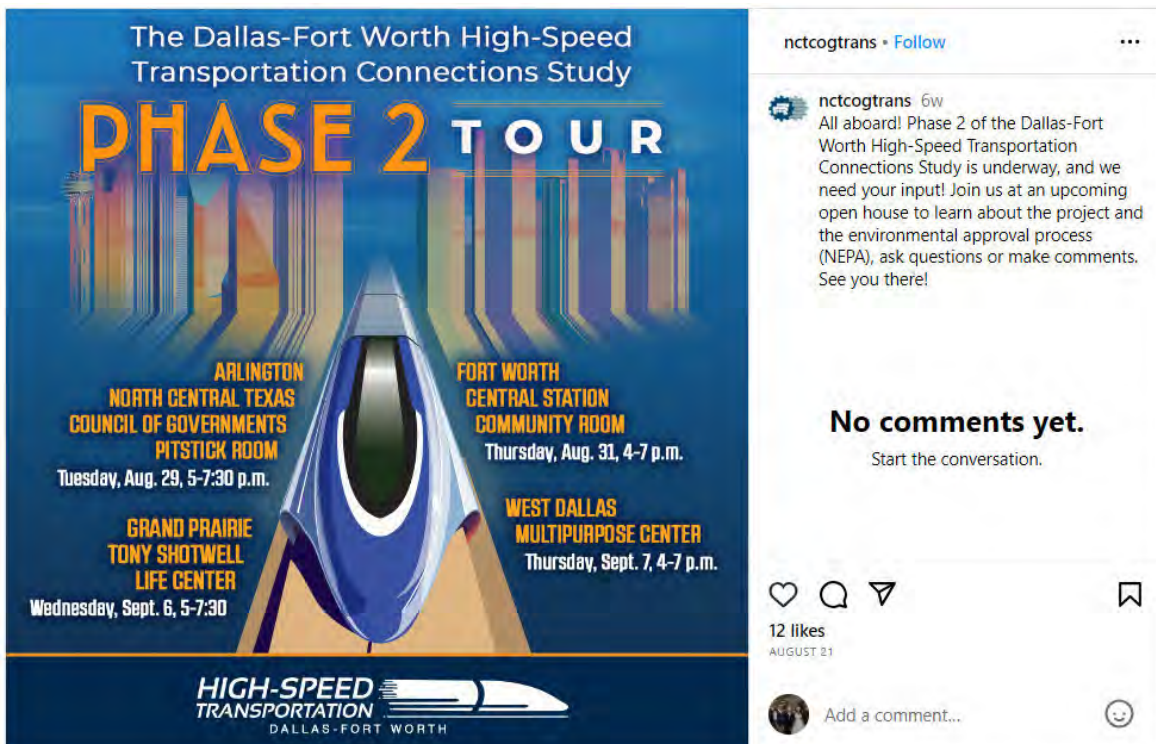 The Dallas-Fort Worth High-Speed
Transportation Connections Study
PHASE 2 TOUR
ARLINGTON
NORTH CENTRAL TEXAS
COUNCIL OF GOVERNMENTS
PITSTICK ROOM
Tuesday, Aug. 29, 5-7:30 p.m.
FORT WORTH
CENTRAL STATION
COMMUNITY ROOM
Thursday, Aug. 31, 4-7 p.m.
GRAND PRAIRIE
TONY SHOTWELL
LIFE CENTER
Wednesday, Sept. 6, 5-7:30
WEST DALLAS
MULTIPURPOSE CENTER
Thursday, Sept. 7, 4-7 p.m.
HIGH-SPEED
TRANSPORTATION
DALLAS-FORT WORTH
nctcogtrans • Follow
nctcogtrans 6w
All aboard! Phase 2 of the Dallas-Fort
Worth High-Speed Transportation
Connections Study is underway, and we
need your input! Join us at an upcoming
open house to learn about the project and
the environmental approval process
(NEPA), ask questions or make comments.
See you there!
No comments yet.
Start the conversation.
12 likes
AUGUST 21
Add a comment...